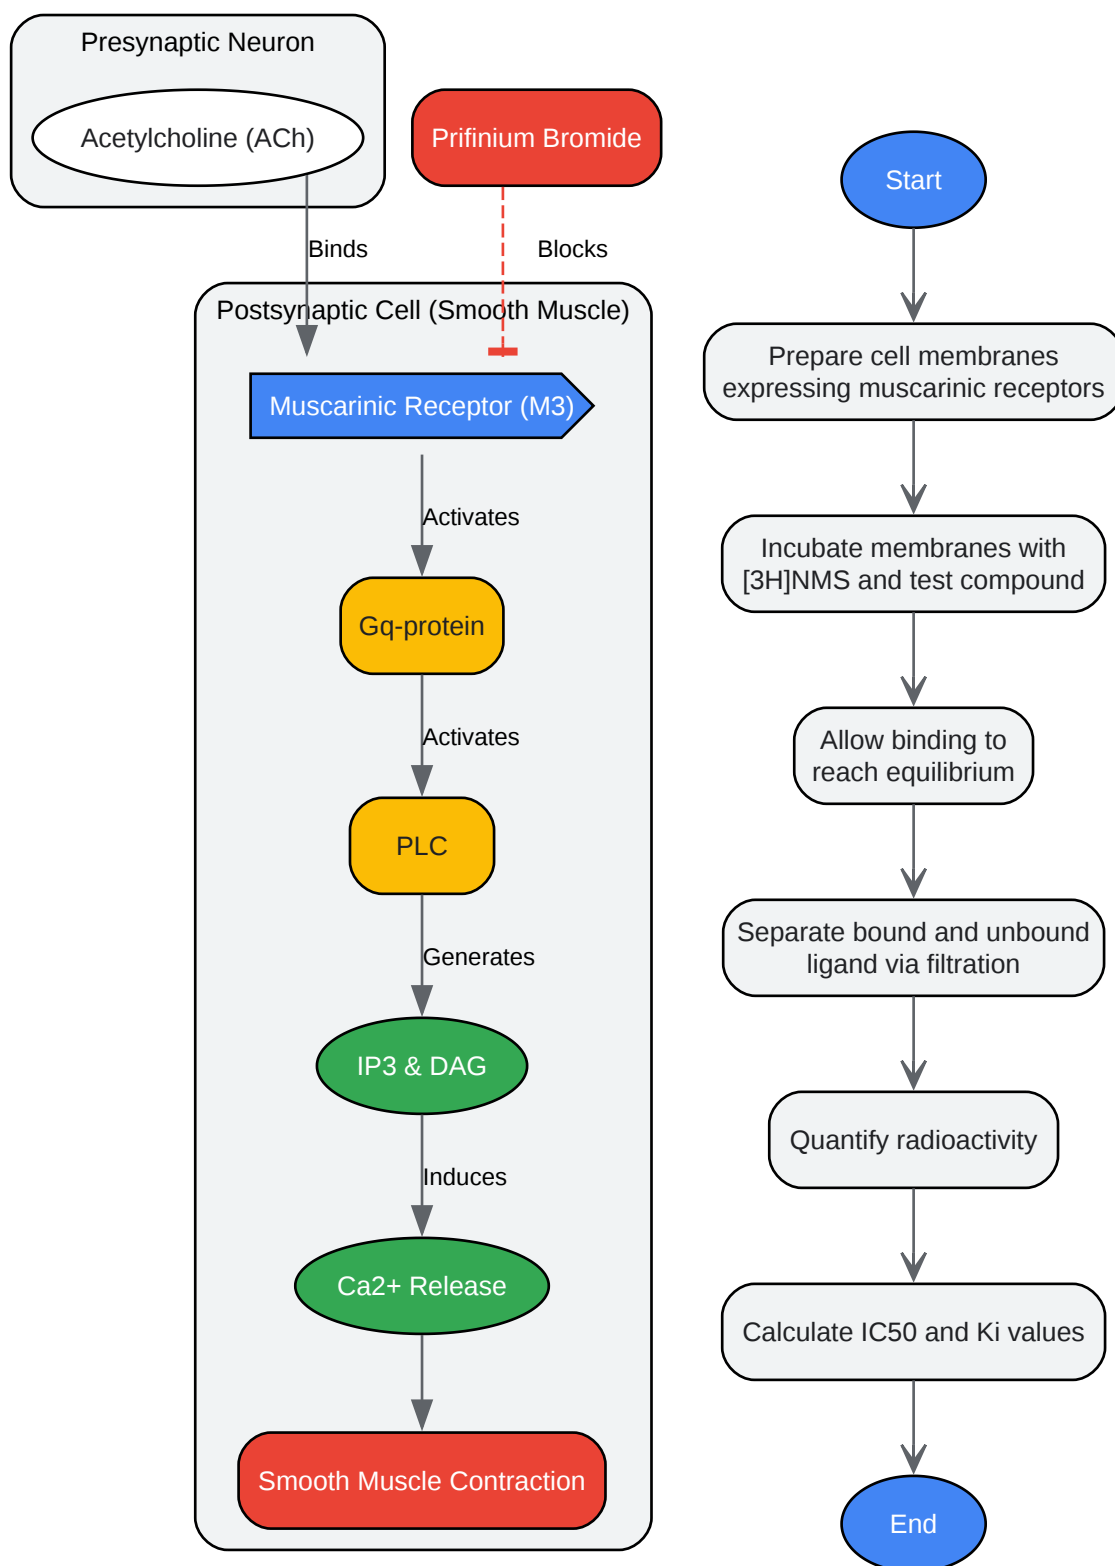 Presynaptic Neuron
Acetylcholine (ACh)
Prifinium Bromide
Binds
Blocks
Postsynaptic Cell (Smooth Muscle)
Muscarinic Receptor (M3)
Activates
Gq-protein
Activates
PLC
Generates
IP3 & DAG
Induces
Ca2+ Release
Smooth Muscle Contraction
Start
Prepare cell membranes
expressing muscarinic receptors
Incubate membranes with
[3H]NMS and test compound
Allow binding to
reach equilibrium
Separate bound and unbound
ligand via filtration
Quantify radioactivity
Calculate IC50 and Ki values
End